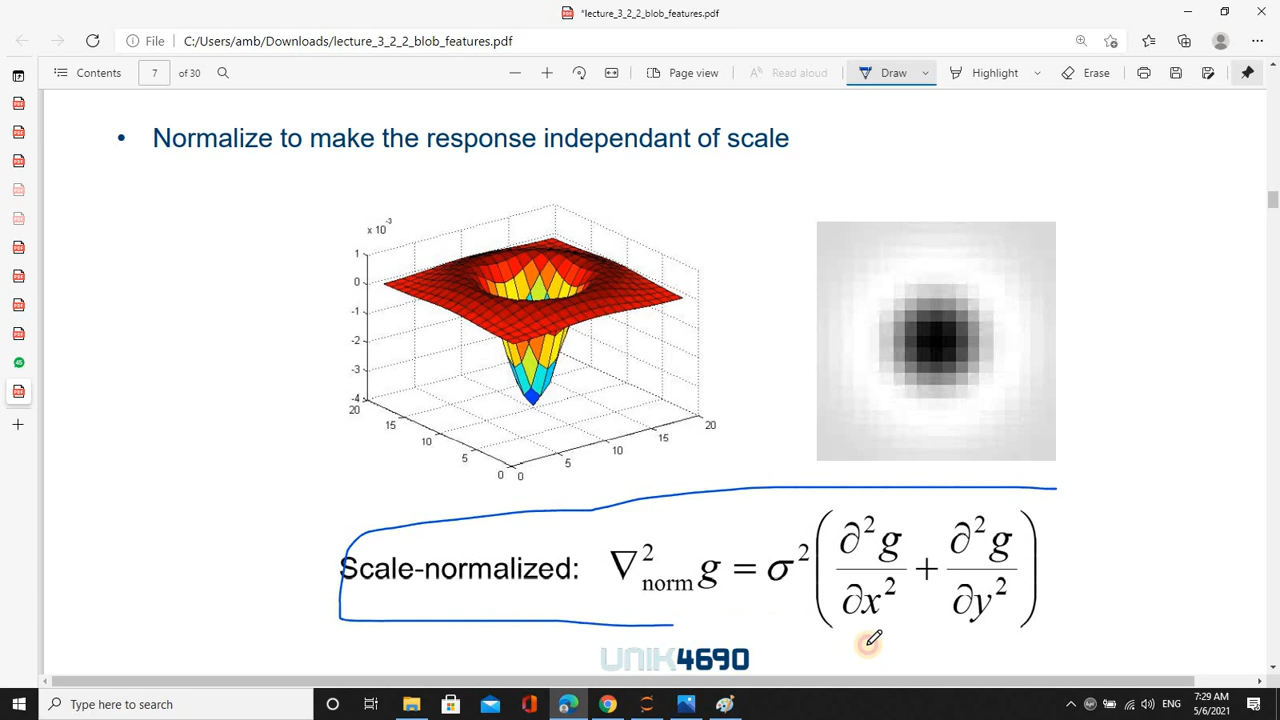 *lecture_3_2_2_blob_features.pdf
File C:/Users/amb/Downloads/lecture_3_2_2_blob_features.pdf
Contents 7 of 30 Page view Read aloud Draw Highlight Erase
• Normalize to make the response independant of scale
x 10⁻³
1
0
-1
-2
-3
-4
20
15
10
5
0
0
5
10
15
20
Scale-normalized: ∇²norm g = σ² (∂²g/∂x² + ∂²g/∂y²)
UNIK4690
45
Type here to search
ENG
7:29 AM
5/6/2021